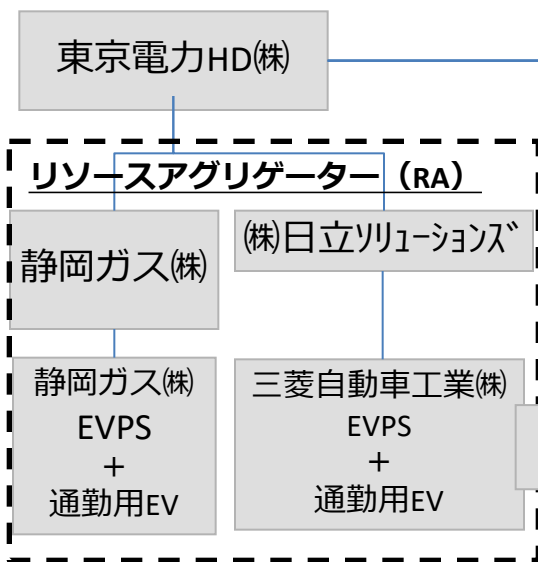 東京電力HD㈱
リソースアグリゲーター（RA）
静岡ガス㈱
㈱日立ｿﾘｭｰｼｮﾝｽﾞ
静岡ガス㈱
EVPS
+
通勤用EV
三菱自動車工業㈱
EVPS
+
通勤用EV